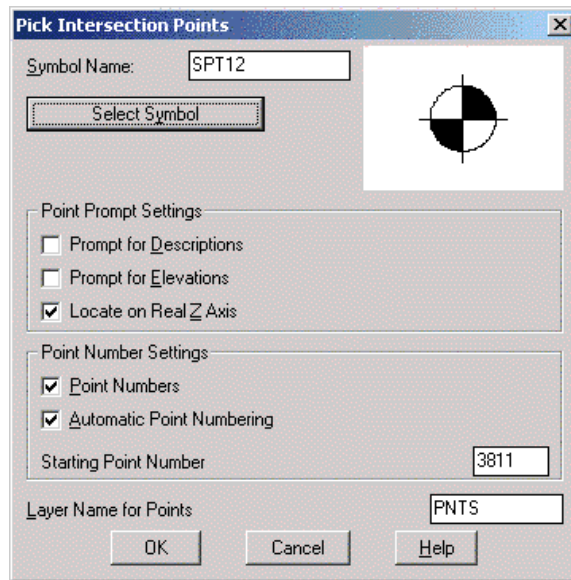 Pick Intersection Points
Symbol Name: SPT12
Select Symbol
Point Prompt Settings
Prompt for Descriptions
Prompt for Elevations
Locate on Real Z Axis
Point Number Settings
Point Numbers
Automatic Point Numbering
Starting Point Number 3811
Layer Name for Points PNTS
OK Cancel Help